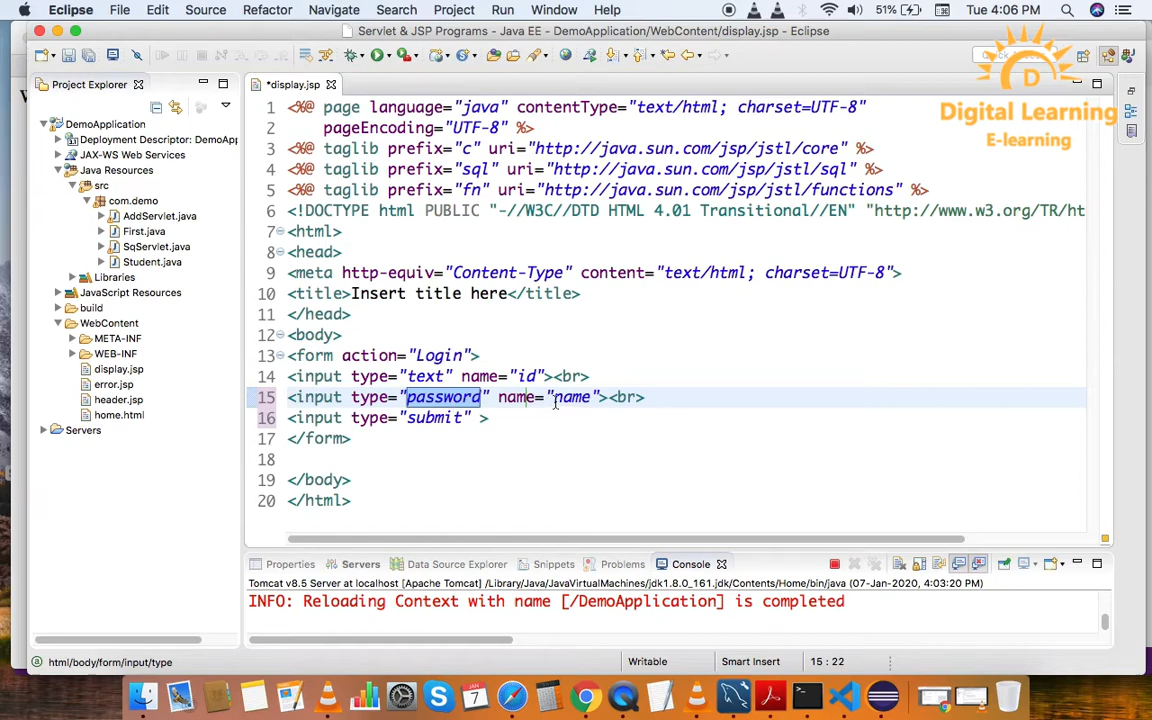 Eclipse File Edit Source Refactor Navigate Search Project Run Window Help 51% Tue 4:06 PM
Servlet & JSP Programs - Java EE - DemoApplication/WebContent/display.jsp - Eclipse
Digital Learning
E-learning
Project Explorer
DemoApplication
Deployment Descriptor: DemoApp
JAX-WS Web Services
Java Resources
src
com.demo
AddServlet.java
First.java
SqServlet.java
Student.java
Libraries
JavaScript Resources
build
WebContent
META-INF
WEB-INF
display.jsp
error.jsp
header.jsp
home.html
Servers
*display.jsp
1 <%@ page language="java" contentType="text/html; charset=UTF-8"
2 pageEncoding="UTF-8" %>
3 <%@ taglib prefix="c" uri="http://java.sun.com/jsp/jstl/core" %>
4 <%@ taglib prefix="sql" uri="http://java.sun.com/jsp/jstl/sql" %>
5 <%@ taglib prefix="fn" uri="http://java.sun.com/jsp/jstl/functions" %>
6 <!DOCTYPE html PUBLIC "-//W3C//DTD HTML 4.01 Transitional//EN" "http://www.w3.org/TR/ht
7 <html>
8 <head>
9 <meta http-equiv="Content-Type" content="text/html; charset=UTF-8">
10 <title>Insert title here</title>
11 </head>
12 <body>
13 <form action="Login">
14 <input type="text" name="id"><br>
15 <input type="password" name="name"><br>
16 <input type="submit" >
17 </form>
18
19 </body>
20 </html>
Properties Servers Data Source Explorer Snippets Problems Console
Tomcat v8.5 Server at localhost [Apache Tomcat] /Library/Java/JavaVirtualMachines/jdk1.8.0_161.jdk/Contents/Home/bin/java (07-Jan-2020, 4:03:20 PM)
INFO: Reloading Context with name [/DemoApplication] is completed
html/body/form/input/type Writable Smart Insert 15 : 22